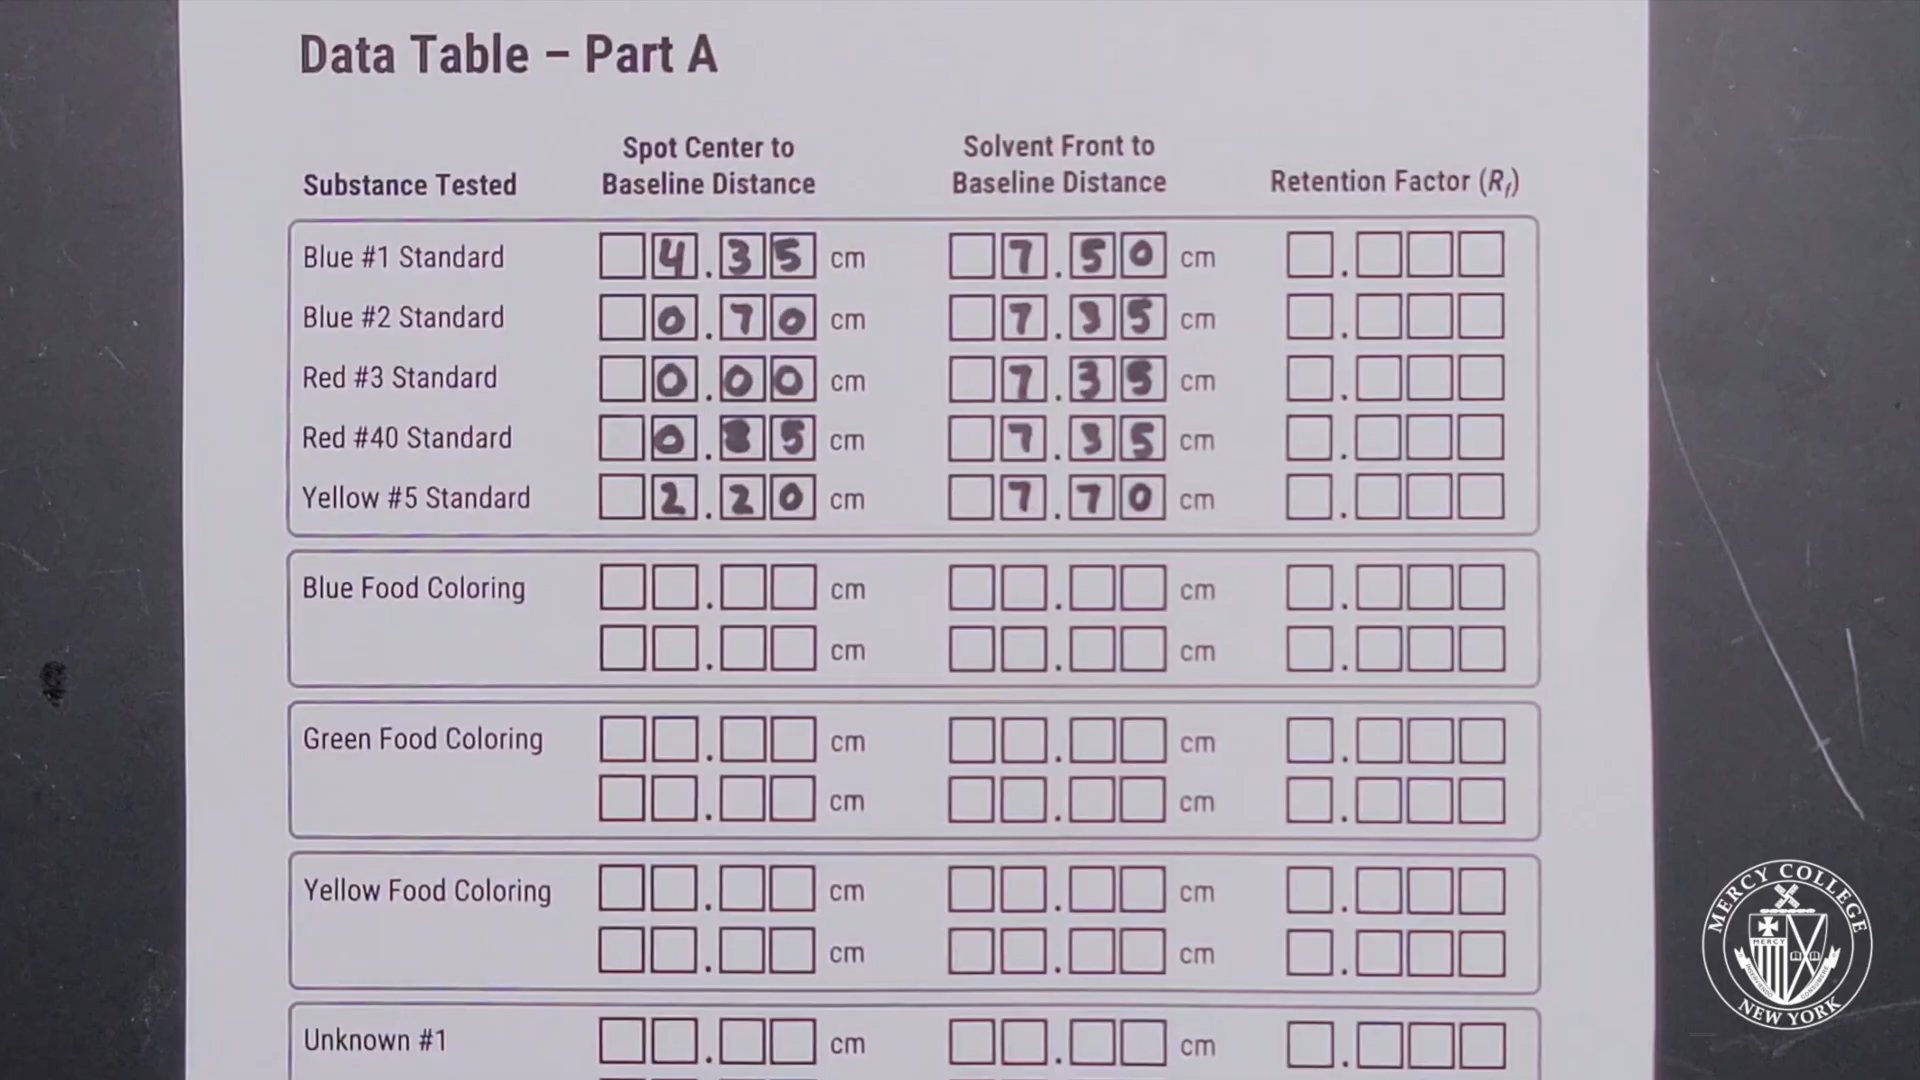 Data Table – Part A
Substance Tested Spot Center to Baseline Distance Solvent Front to Baseline Distance Retention Factor (Rf)
Blue #1 Standard 4.35 cm 7.50 cm .
Blue #2 Standard 0.70 cm 7.35 cm .
Red #3 Standard 0.00 cm 7.35 cm .
Red #40 Standard 0.85 cm 7.35 cm .
Yellow #5 Standard 2.20 cm 7.70 cm .
Blue Food Coloring . cm . cm .
. cm . cm .
Green Food Coloring . cm . cm .
. cm . cm .
Yellow Food Coloring . cm . cm .
. cm . cm .
Unknown #1 . cm . cm .
MERCY COLLEGE
MERCY
NEW YORK